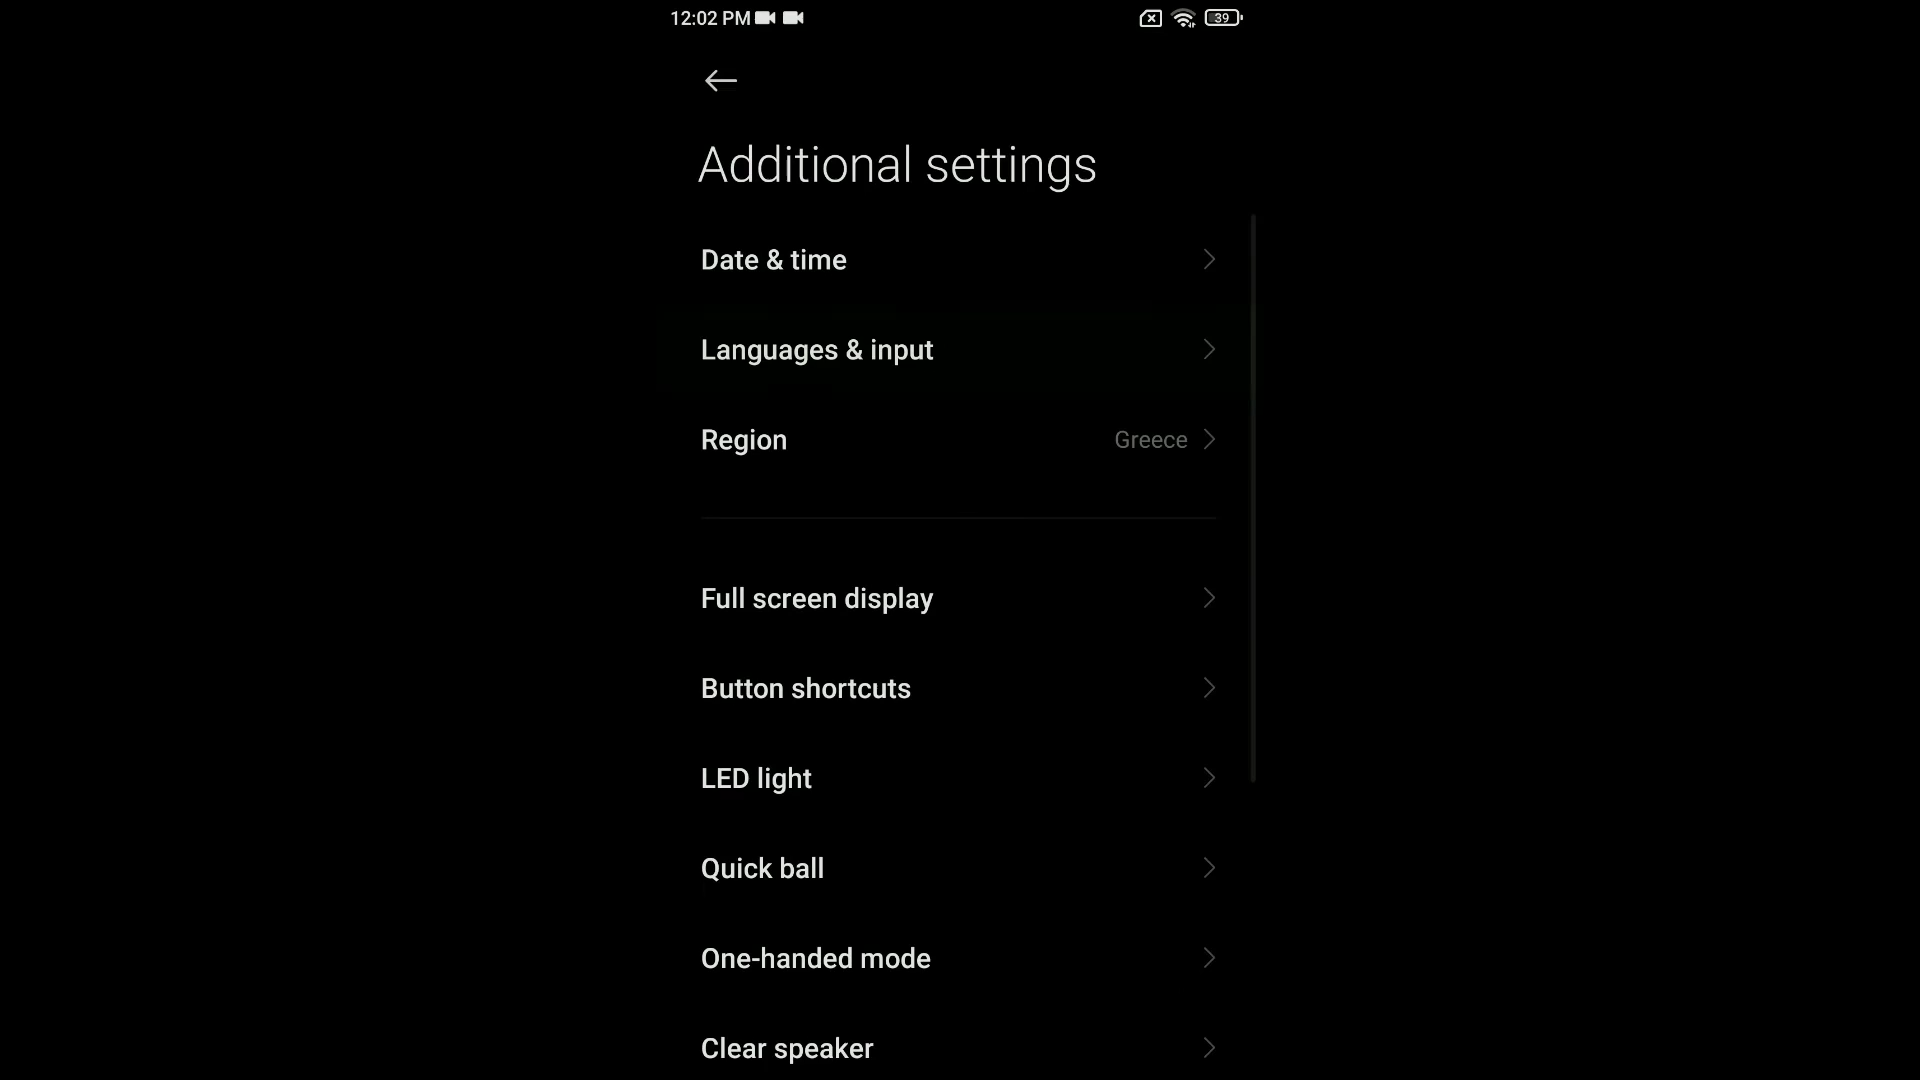 12:02 PM
39
Additional settings
Date & time
Languages & input
Region
Greece
Full screen display
Button shortcuts
LED light
Quick ball
One-handed mode
Clear speaker